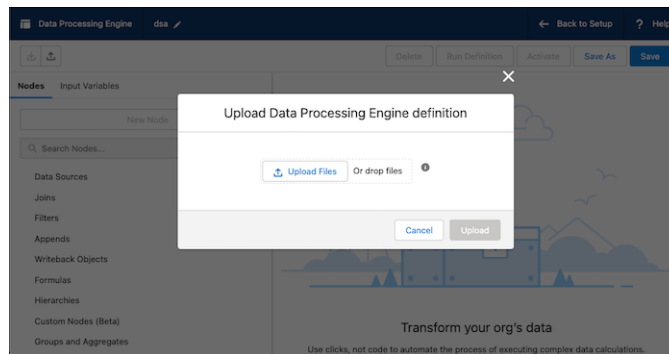 Data Processing Engine dsa Back to Setup ? Help
Delete Run Definition Activate Save As Save
Nodes Input Variables
New Node
Search Nodes...
Upload Data Processing Engine definition
Upload Files Or drop files
Cancel Upload
Data Sources
Joins
Filters
Appends
Writeback Objects
Formulas
Hierarchies
Custom Nodes (Beta)
Groups and Aggregates
Transform your org's data
Use clicks, not code to automate the process of executing complex data calculations.